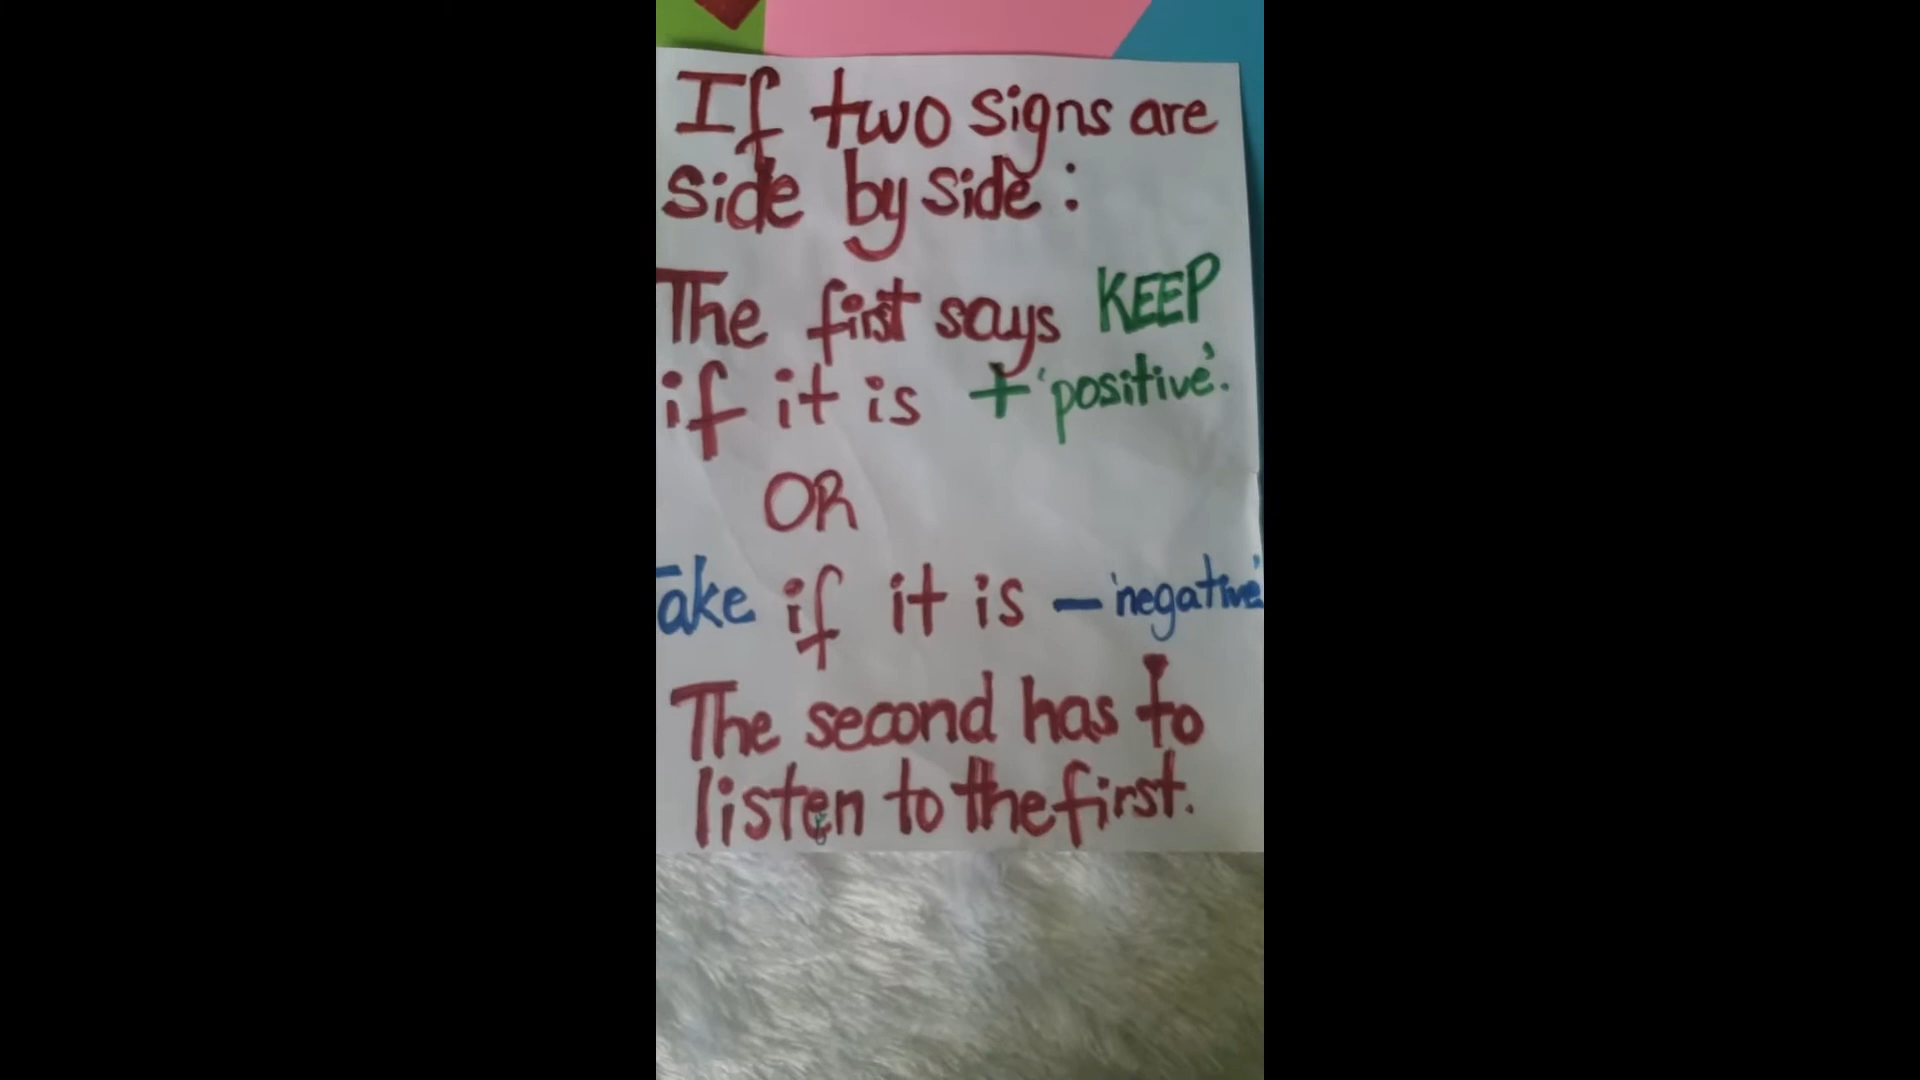 If two signs are
side by side :
The first says KEEP
if it is + 'positive'.
OR
Take if it is – 'negative'
The second has to
listen to the first.